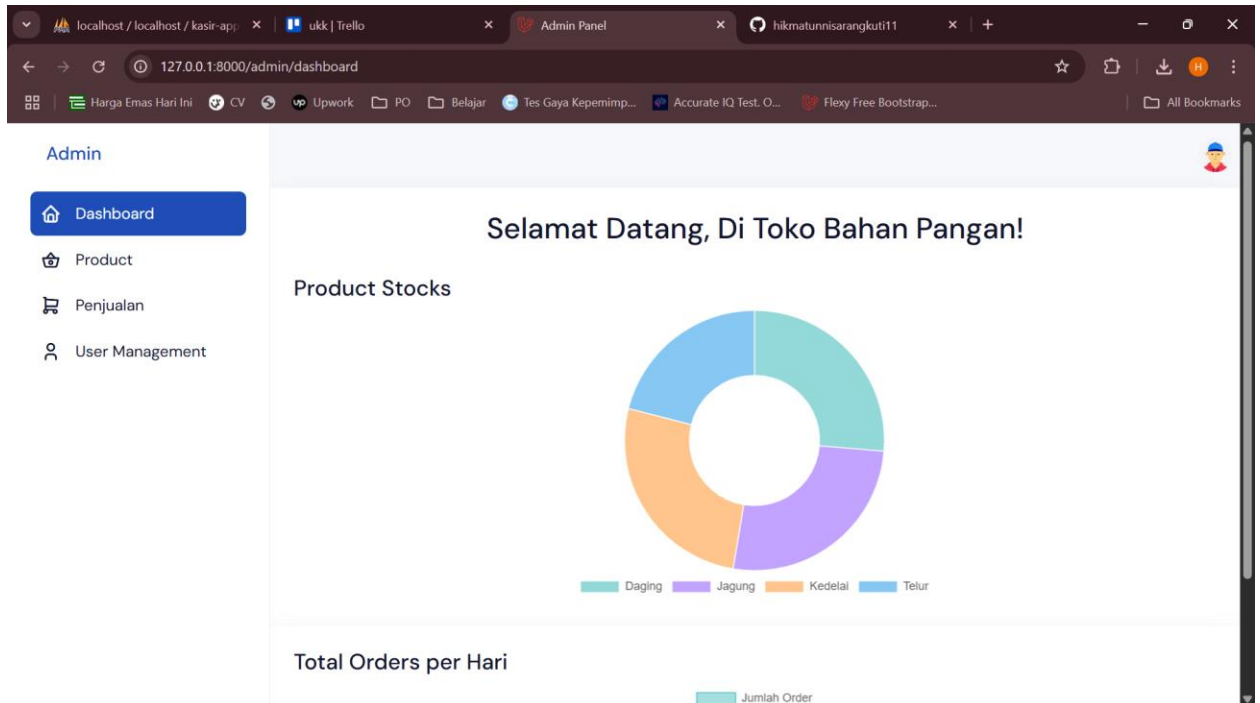 localhost / localhost / kasir-app
ukk | Trello
Admin Panel
hikmatunnisarangkuti11
127.0.0.1:8000/admin/dashboard
H
Harga Emas Hari Ini
CV
up Upwork
PO
Belajar
Tes Gaya Kepemimp...
Accurate IQ Test. O...
Flexy Free Bootstrap...
All Bookmarks
Admin
Dashboard
Product
Penjualan
User Management
Selamat Datang, Di Toko Bahan Pangan!
Product Stocks
Daging Jagung Kedelai Telur
Total Orders per Hari
Jumlah Order